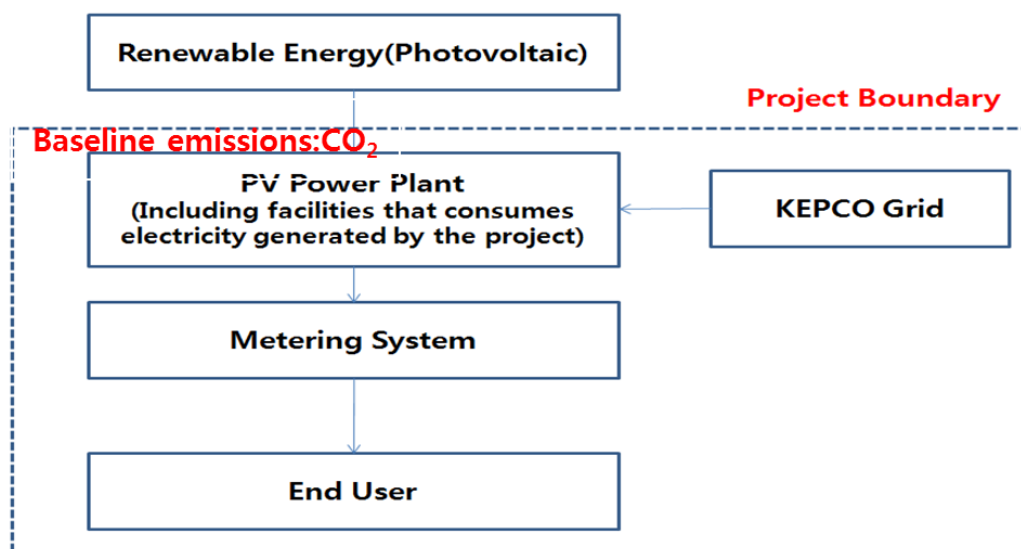 Renewable Energy(Photovoltaic)
Project Boundary
Baseline emissions:CO₂
PV Power Plant
(Including facilities that consumes
electricity generated by the project)
KEPCO Grid
Metering System
End User